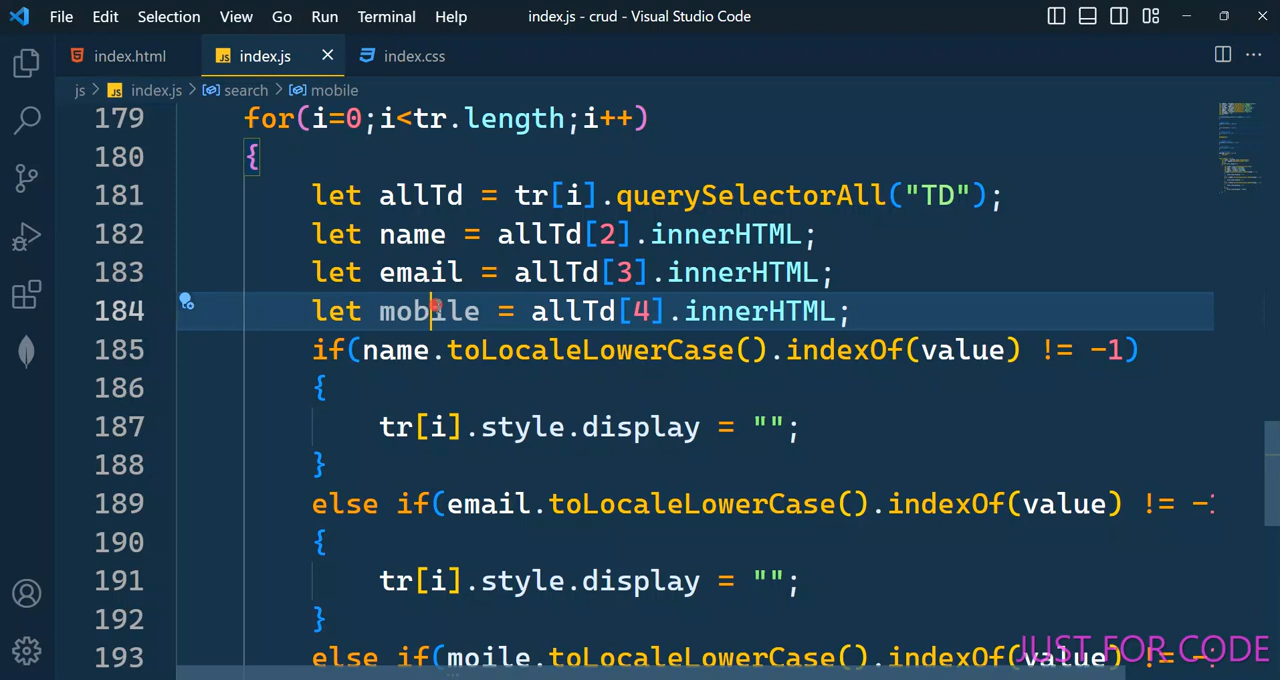 File Edit Selection View Go Run Terminal Help index.js - crud - Visual Studio Code
index.html JS index.js index.css
js > JS index.js > search > mobile
179 for(i=0;i<tr.length;i++)
180 {
181 let allTd = tr[i].querySelectorAll("TD");
182 let name = allTd[2].innerHTML;
183 let email = allTd[3].innerHTML;
184 let mobile = allTd[4].innerHTML;
185 if(name.toLocaleLowerCase().indexOf(value) != -1)
186 {
187 tr[i].style.display = "";
188 }
189 else if(email.toLocaleLowerCase().indexOf(value) != -1
190 {
191 tr[i].style.display = "";
192 }
193 else if(moile.toLocaleLowerCase().indexOf(value) != -
JUST FOR CODE